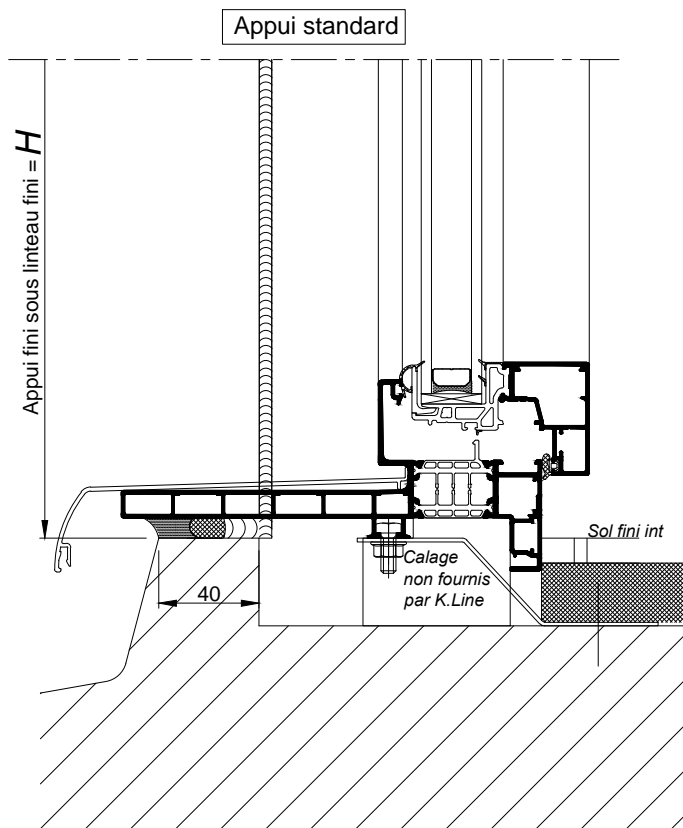 Appui standard
Appui fini sous linteau fini = H
Sol fini int
Calage
non fournis
par K.Line
40